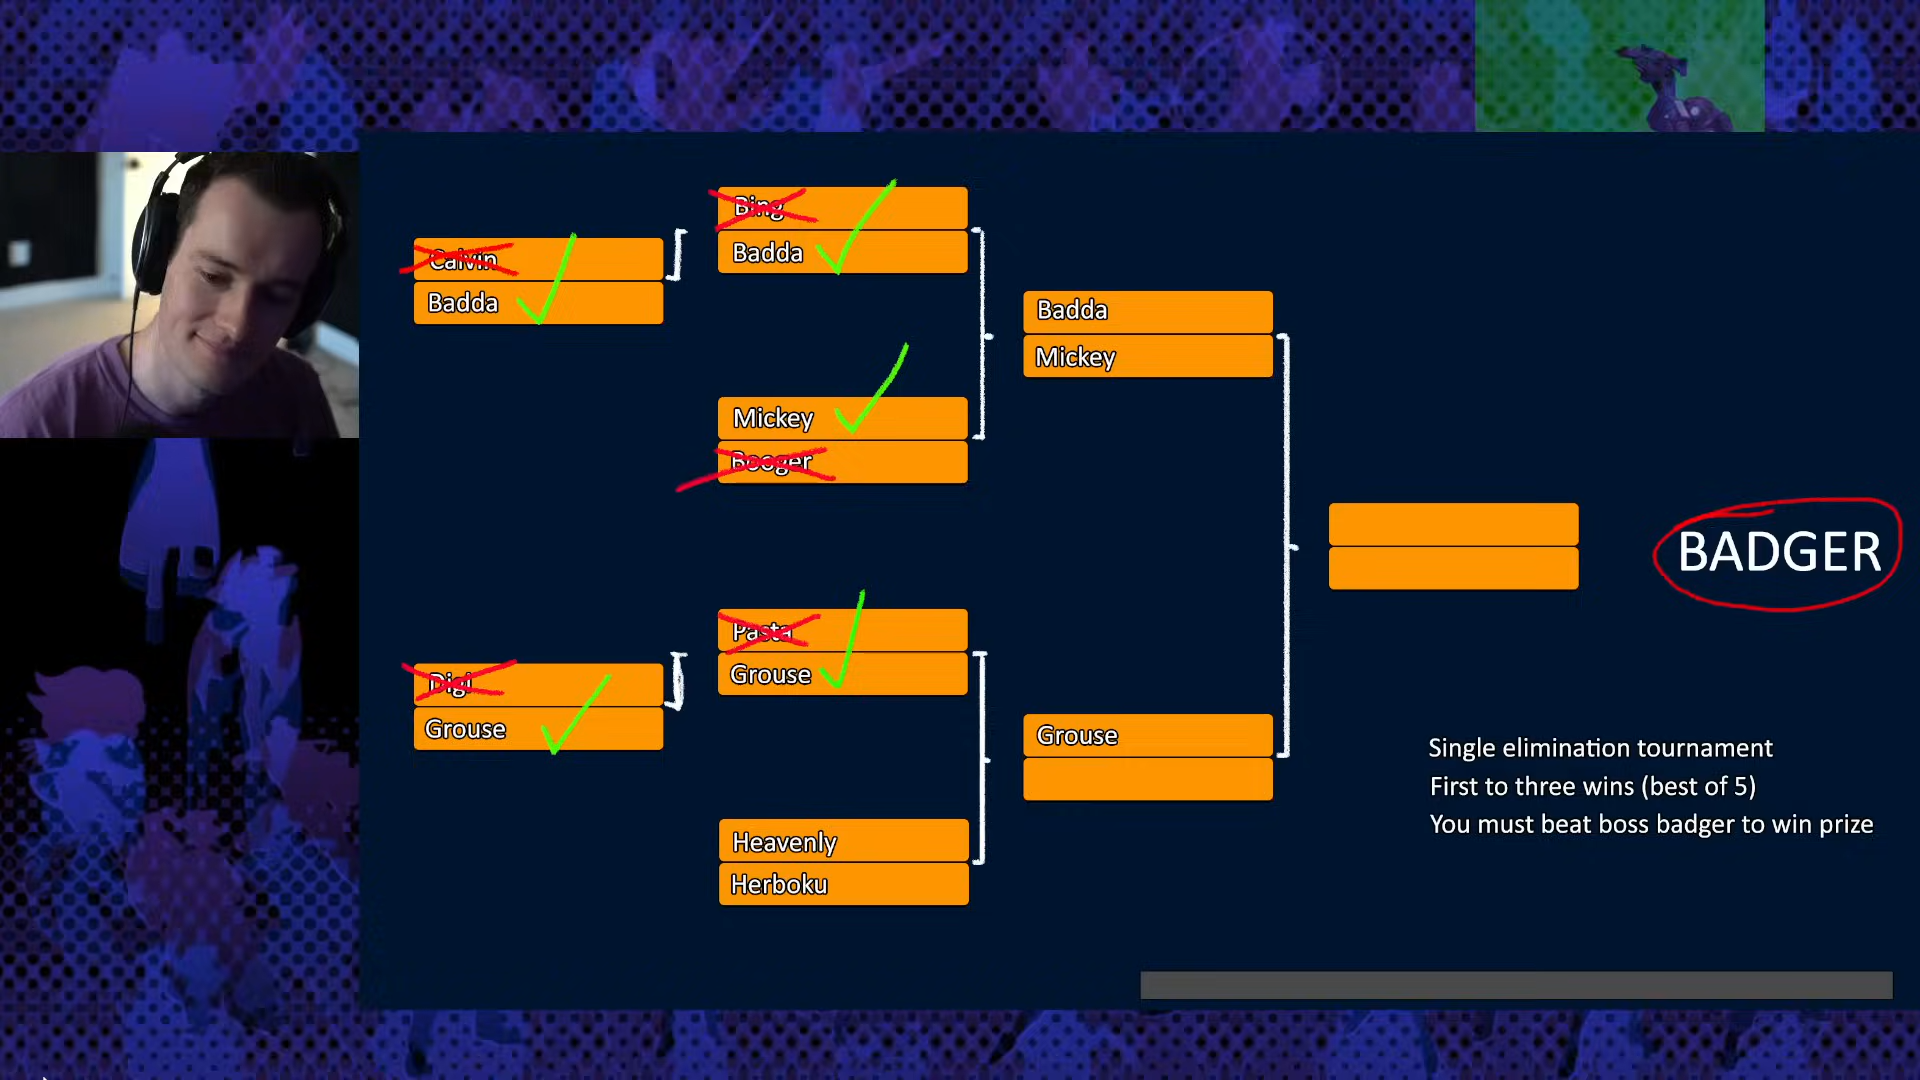 Calvin
Badda
Digi
Grouse
Bing
Badda
Mickey
Booger
Pasta
Grouse
Heavenly
Herboku
Badda
Mickey
Grouse
BADGER
Single elimination tournament
First to three wins (best of 5)
You must beat boss badger to win prize